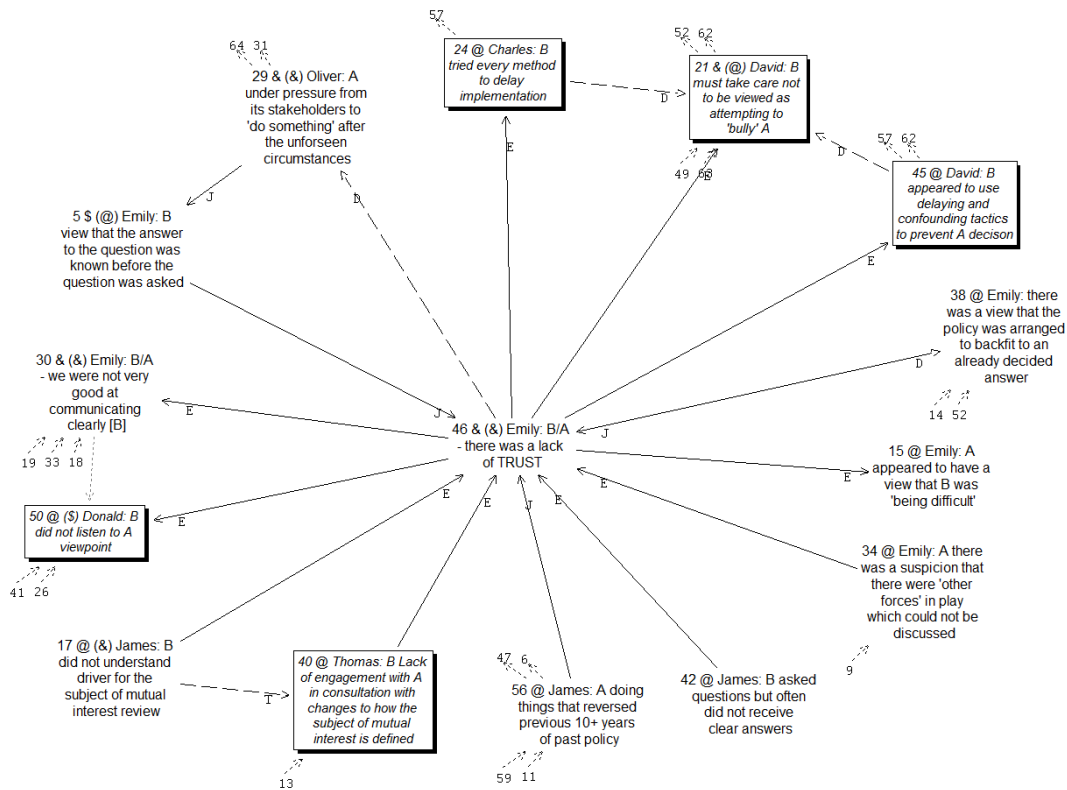 57
24 @ Charles: B
tried every method
to delay
implementation
52 62
21 & (@) David: B
must take care not
to be viewed as
attempting to
'bully' A
64 31
29 & (&) Oliver: A
under pressure from
its stakeholders to
'do something' after
the unforseen
circumstances
D
D
57 62
45 @ David: B
appeared to use
delaying and
confounding tactics
to prevent A decison
E
49 63
E
J
D
5 $ (@) Emily: B
view that the answer
to the question was
known before the
question was asked
E
38 @ Emily: there
was a view that the
policy was arranged
to backfit to an
already decided
answer
D
14 52
30 & (&) Emily: B/A
- we were not very
good at
communicating
clearly [B]
E
19 33 18
J
46 & (&) Emily: B/A
- there was a lack
of TRUST
J
15 @ Emily: A
appeared to have a
view that B was
'being difficult'
E
E
E
J
E
E
50 @ ($) Donald: B
did not listen to A
viewpoint
E
41 26
34 @ Emily: A there
was a suspicion that
there were 'other
forces' in play
which could not be
discussed
9
17 @ (&) James: B
did not understand
driver for the
subject of mutual
interest review
T
40 @ Thomas: B Lack
of engagement with A
in consultation with
changes to how the
subject of mutual
interest is defined
13
47 6
56 @ James: A doing
things that reversed
previous 10+ years
of past policy
59 11
42 @ James: B asked
questions but often
did not receive
clear answers